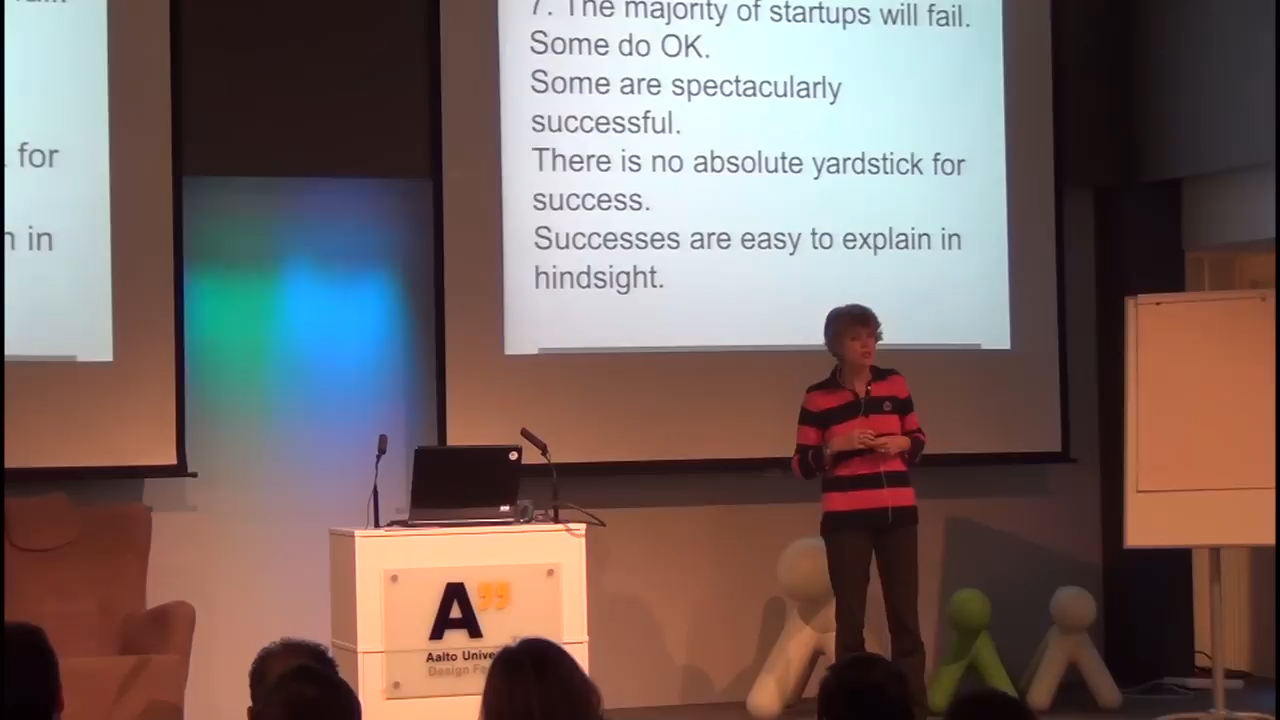 for
in
7. The majority of startups will fail.
Some do OK.
Some are spectacularly
successful.
There is no absolute yardstick for
success.
Successes are easy to explain in
hindsight.
A"
Aalto
Design